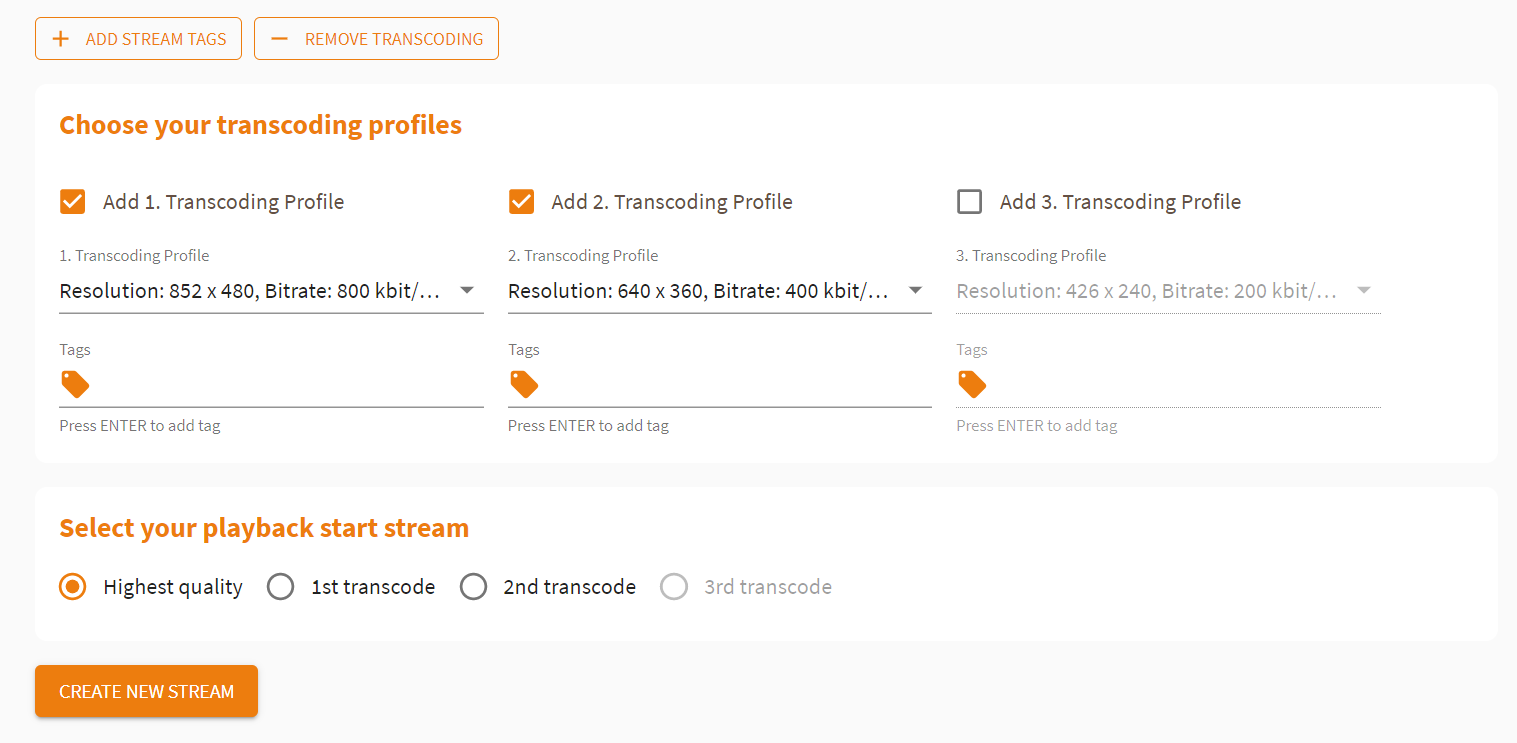 ADD STREAM TAGS REMOVE TRANSCODING
Choose your transcoding profiles
Add 1. Transcoding Profile Add 2. Transcoding Profile Add 3. Transcoding Profile
1. Transcoding Profile 2. Transcoding Profile 3. Transcoding Profile
Resolution: 852 x 480, Bitrate: 800 kbit/... Resolution: 640 x 360, Bitrate: 400 kbit/... Resolution: 426 x 240, Bitrate: 200 kbit/...
Tags Tags Tags
Press ENTER to add tag Press ENTER to add tag Press ENTER to add tag
Select your playback start stream
Highest quality 1st transcode 2nd transcode 3rd transcode
CREATE NEW STREAM